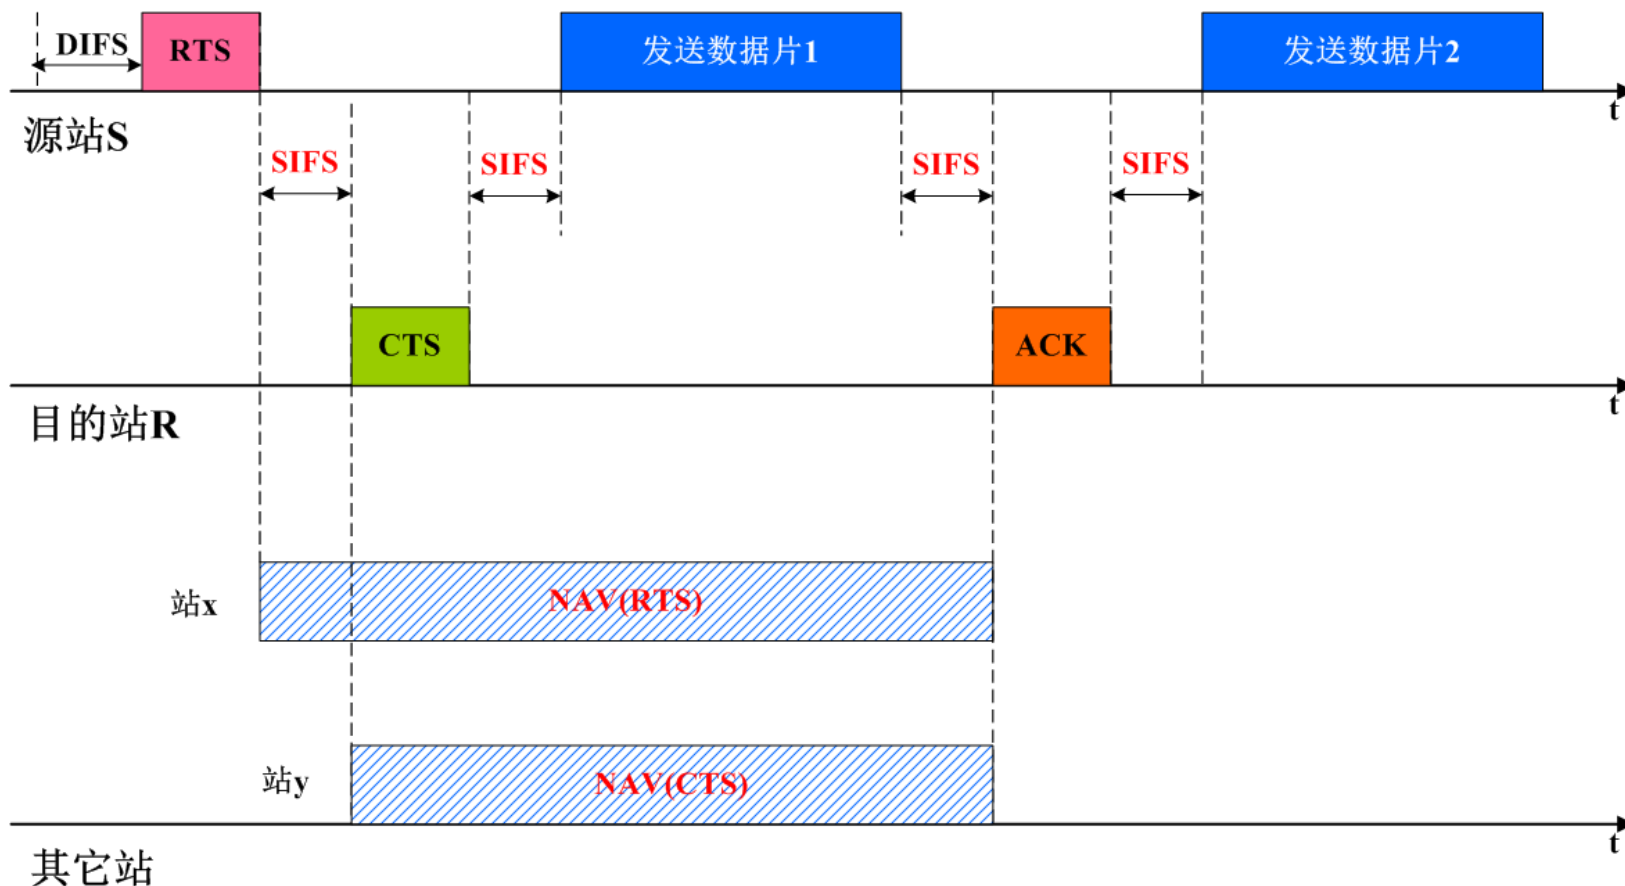 DIFS
RTS
发送数据片1
发送数据片2
t
源站S
SIFS
SIFS
SIFS
SIFS
CTS
ACK
t
目的站R
站x
NAV(RTS)
站y
NAV(CTS)
t
其它站